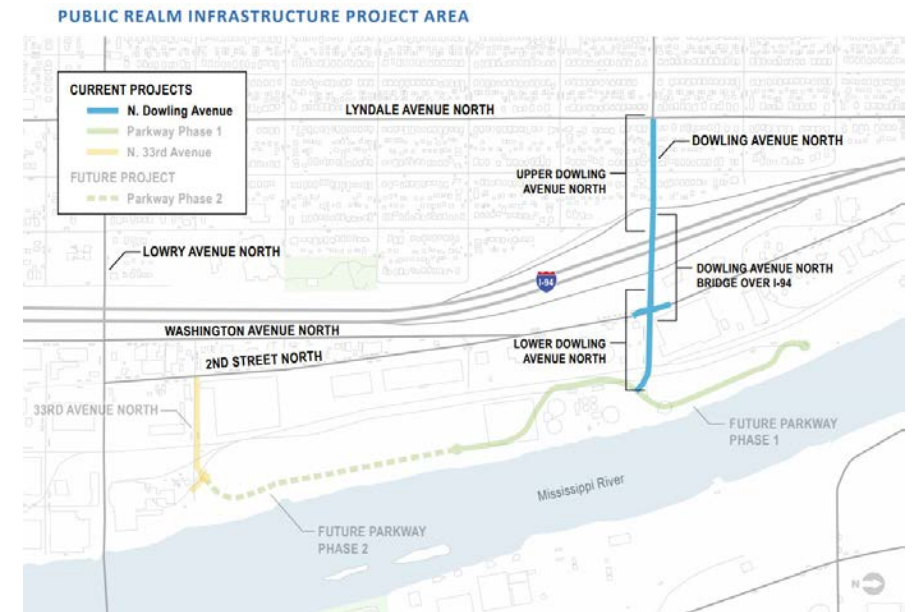 PUBLIC REALM INFRASTRUCTURE PROJECT AREA
CURRENT PROJECTS
N. Dowling Avenue
Parkway Phase 1
N. 33rd Avenue
FUTURE PROJECT
Parkway Phase 2
LYNDALE AVENUE NORTH
DOWLING AVENUE NORTH
UPPER DOWLING
AVENUE NORTH
LOWRY AVENUE NORTH
I-94
DOWLING AVENUE NORTH
BRIDGE OVER I-94
WASHINGTON AVENUE NORTH
2ND STREET NORTH
LOWER DOWLING
AVENUE NORTH
33RD AVENUE NORTH
FUTURE PARKWAY
PHASE 1
Mississippi River
FUTURE PARKWAY
PHASE 2
N